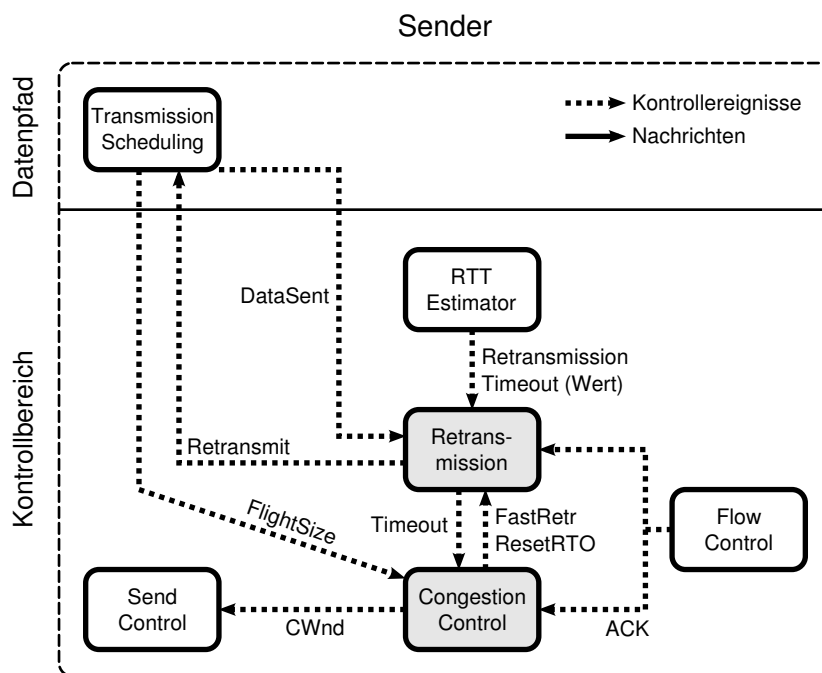 Sender
Datenpfad
Transmission
Scheduling
Kontrollereignisse
Nachrichten
Kontrollbereich
RTT
Estimator
DataSent
Retransmission
Timeout (Wert)
Retrans-
mission
Retransmit
FlightSize
Timeout
FastRetr
ResetRTO
Flow
Control
Send
Control
CWnd
Congestion
Control
ACK